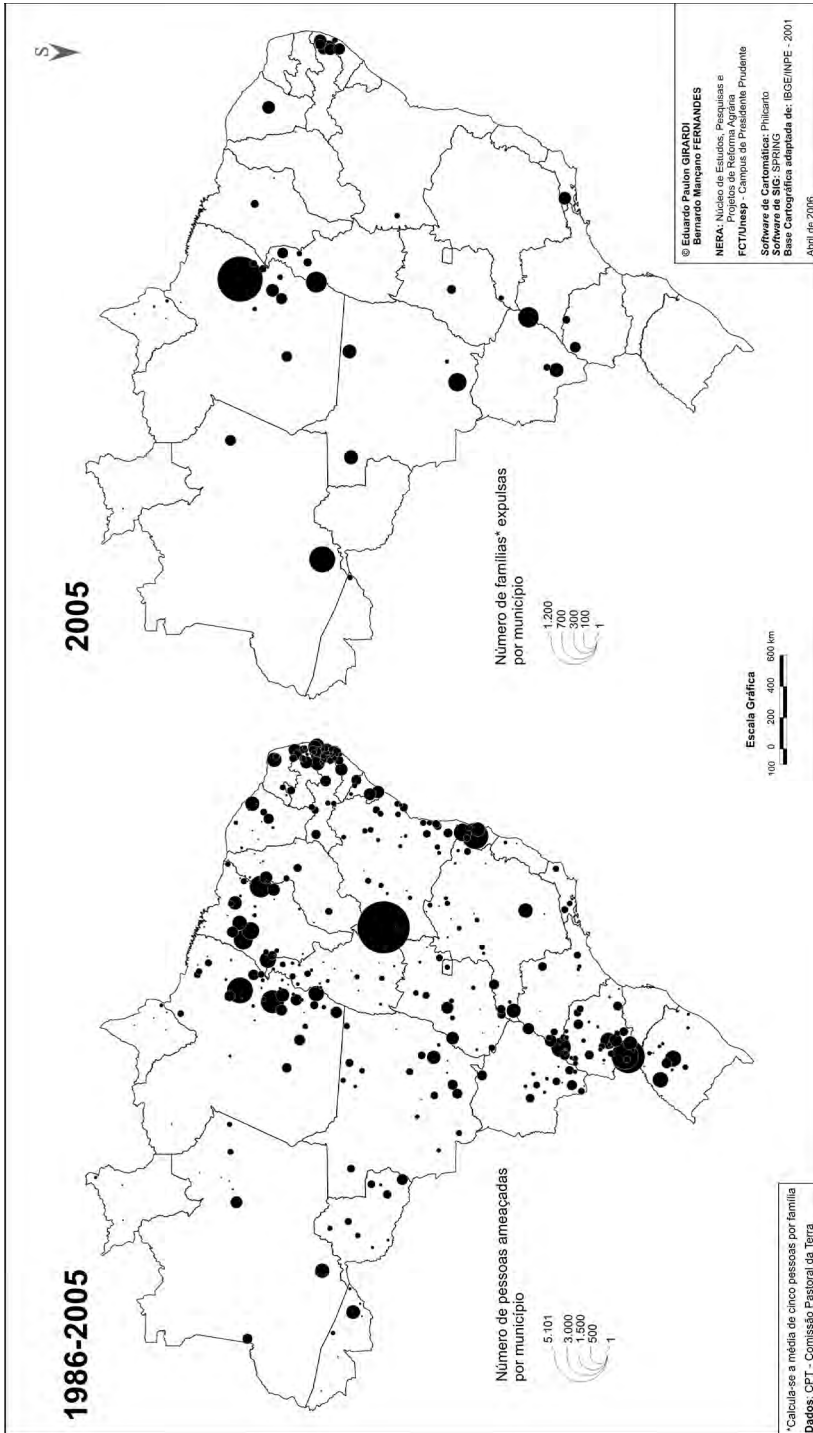 1986-2005
Número de pessoas ameaçadas
por município
5.101
3.000
1.500
500
1
*Calcula-se a média de cinco pessoas por família
Dados: CPT - Comissão Pastoral da Terra
2005
S
Número de famílias* expulsas
por município
1.200
700
300
100
1
Escala Gráfica
100 0 200 400 600 km
© Eduardo Paulon GIRARDI
Bernardo Mançano FERNANDES
NERA: Núcleo de Estudos, Pesquisas e
Projetos de Reforma Agrária
FCT/Unesp - Campus de Presidente Prudente
Software de Cartomática: Philcarto
Software de SIG: SPRING
Base Cartográfica adaptada de: IBGE/INPE - 2001
Abril de 2006